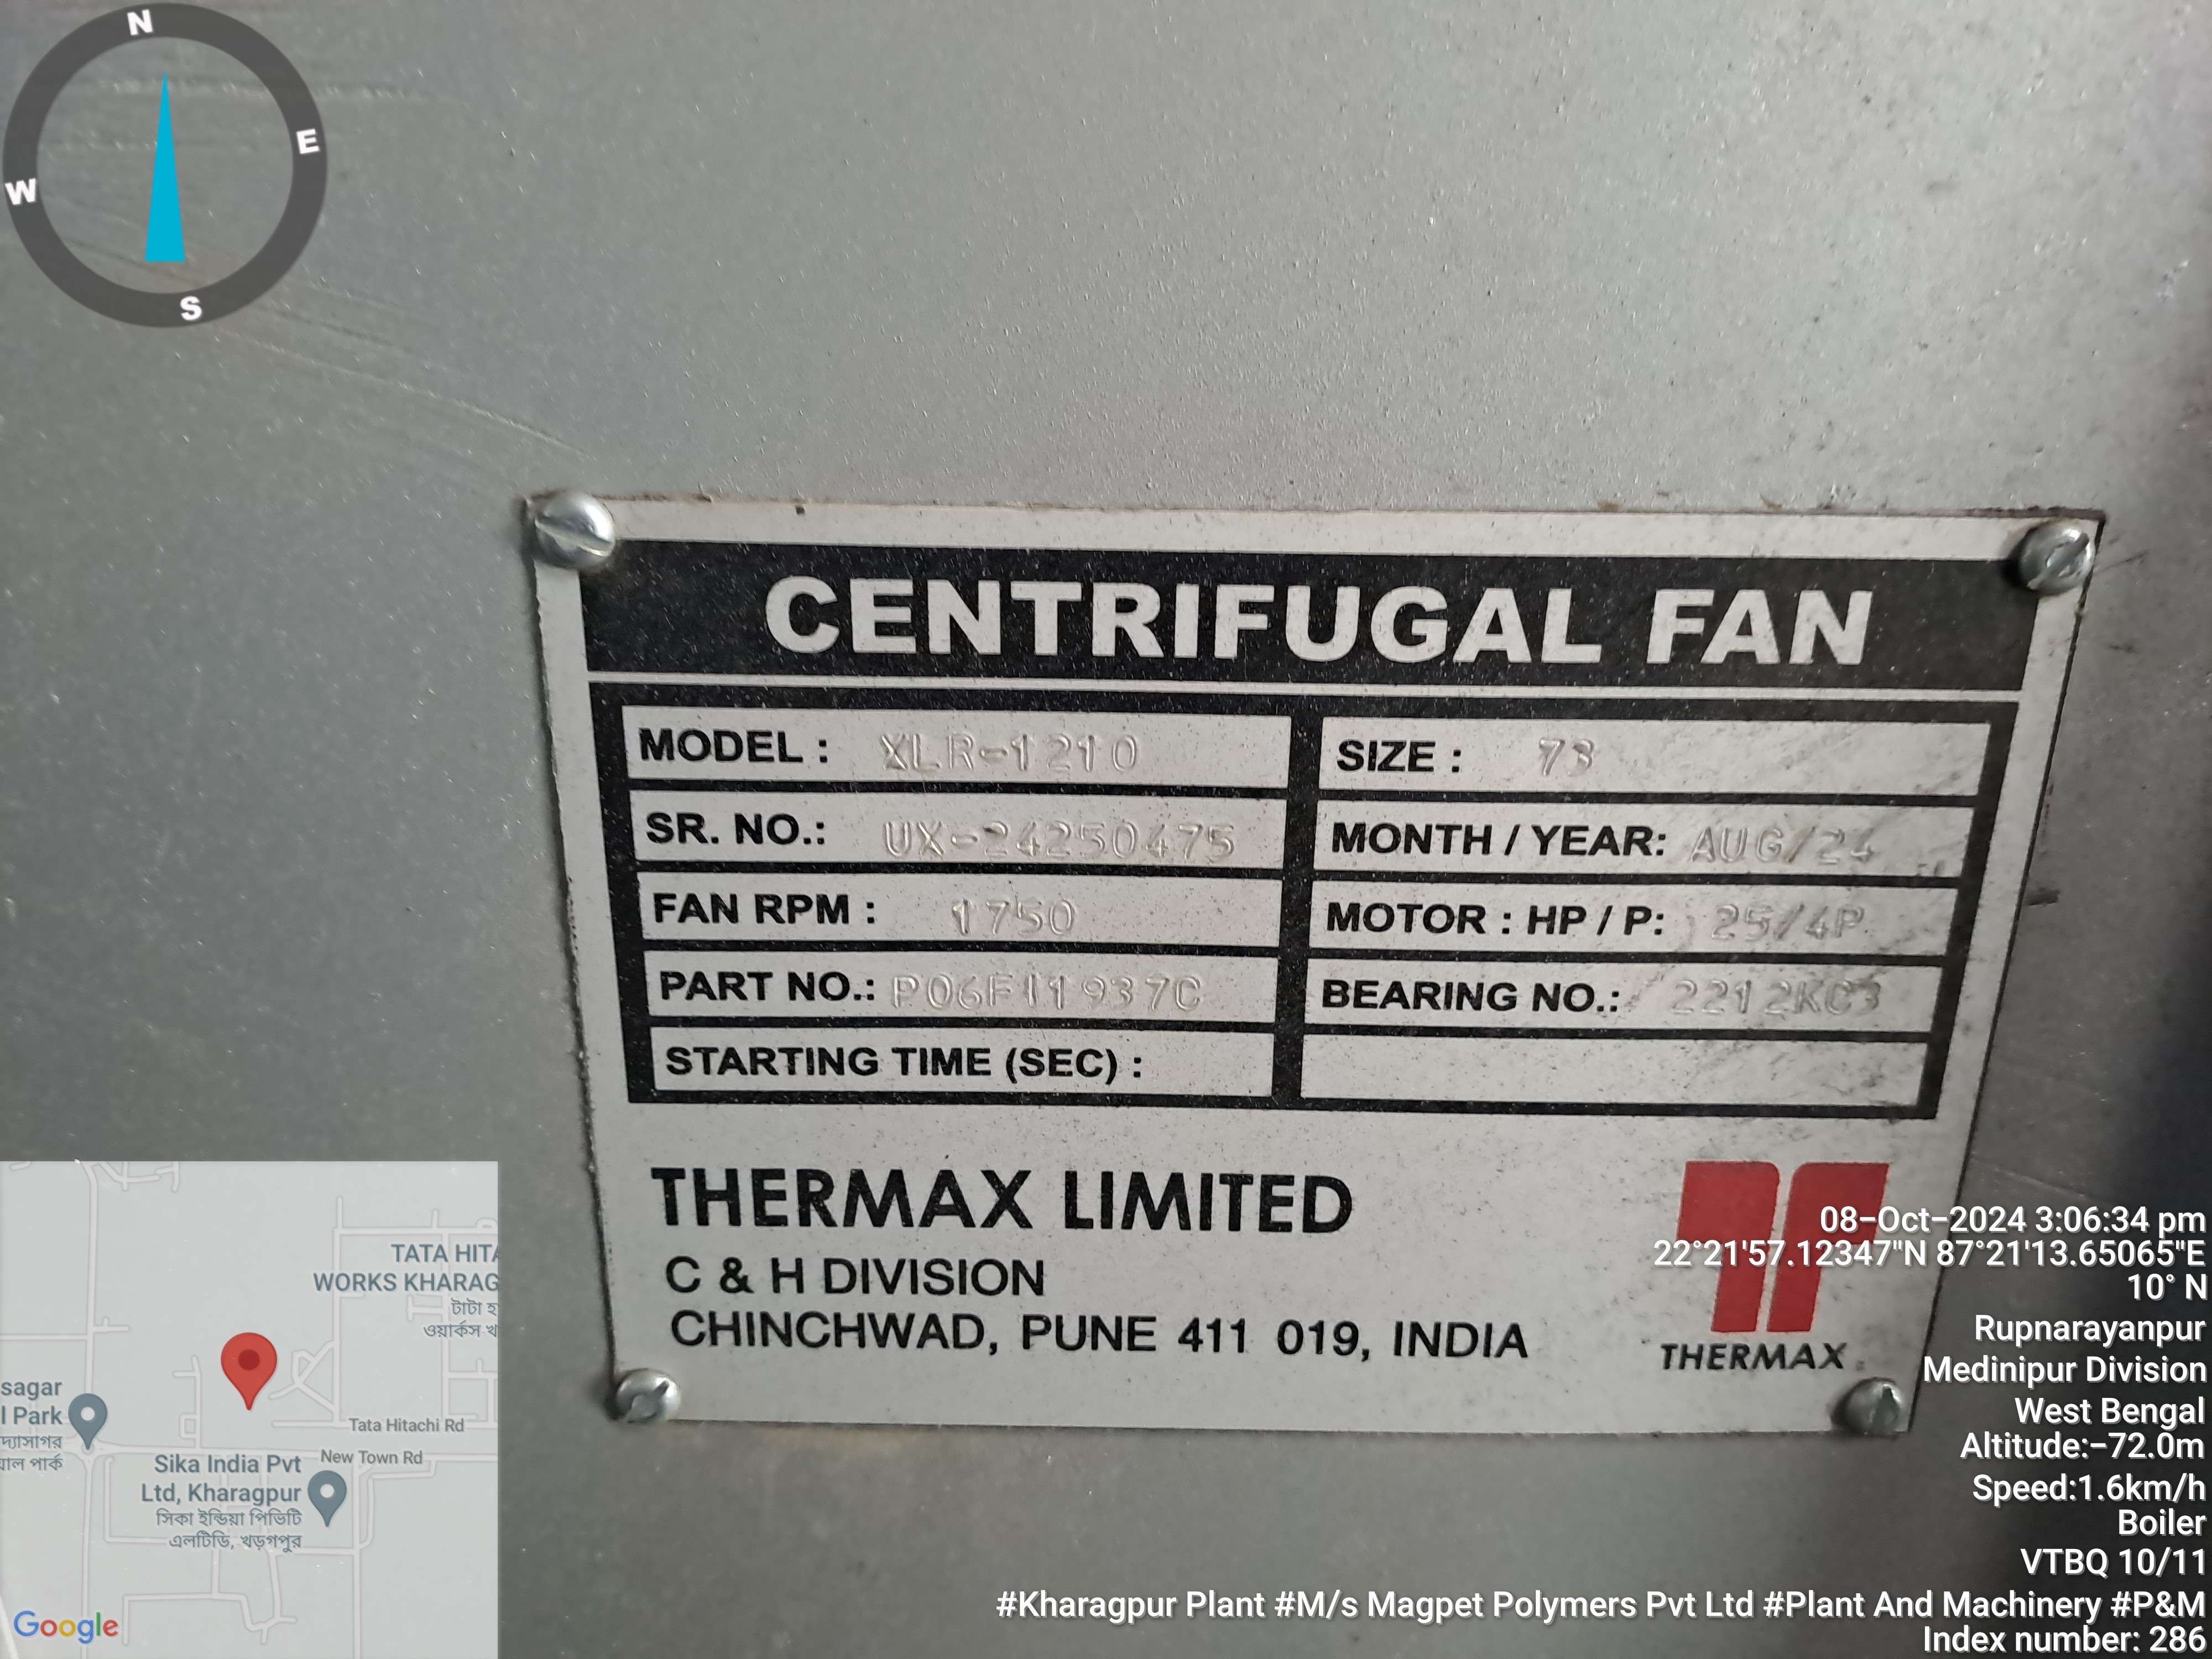 N
E
W
S
CENTRIFUGAL FAN
MODEL : XLR-1210
SIZE : 73
SR. NO.: UX-24250475
MONTH / YEAR: AUG/24
FAN RPM : 1750
MOTOR : HP / P: 25/4P
PART NO.: P06FI1937C
BEARING NO.: 2212KC3
STARTING TIME (SEC) :
THERMAX LIMITED
C & H DIVISION
CHINCHWAD, PUNE 411 019, INDIA
THERMAX
TATA HITA
WORKS KHARAG
টাটা হ
ওয়ার্কস খ
sagar
l Park
দ্যাসাগর
য়াল পার্ক
Tata Hitachi Rd
New Town Rd
Sika India Pvt
Ltd, Kharagpur
সিকা ইন্ডিয়া পিভিটি
এলটিডি, খড়গপুর
Google
08-Oct-2024 3:06:34 pm
22°21'57.12347"N 87°21'13.65065"E
10° N
Rupnarayanpur
Medinipur Division
West Bengal
Altitude:-72.0m
Speed:1.6km/h
Boiler
VTBQ 10/11
#Kharagpur Plant #M/s Magpet Polymers Pvt Ltd #Plant And Machinery #P&M
Index number: 286